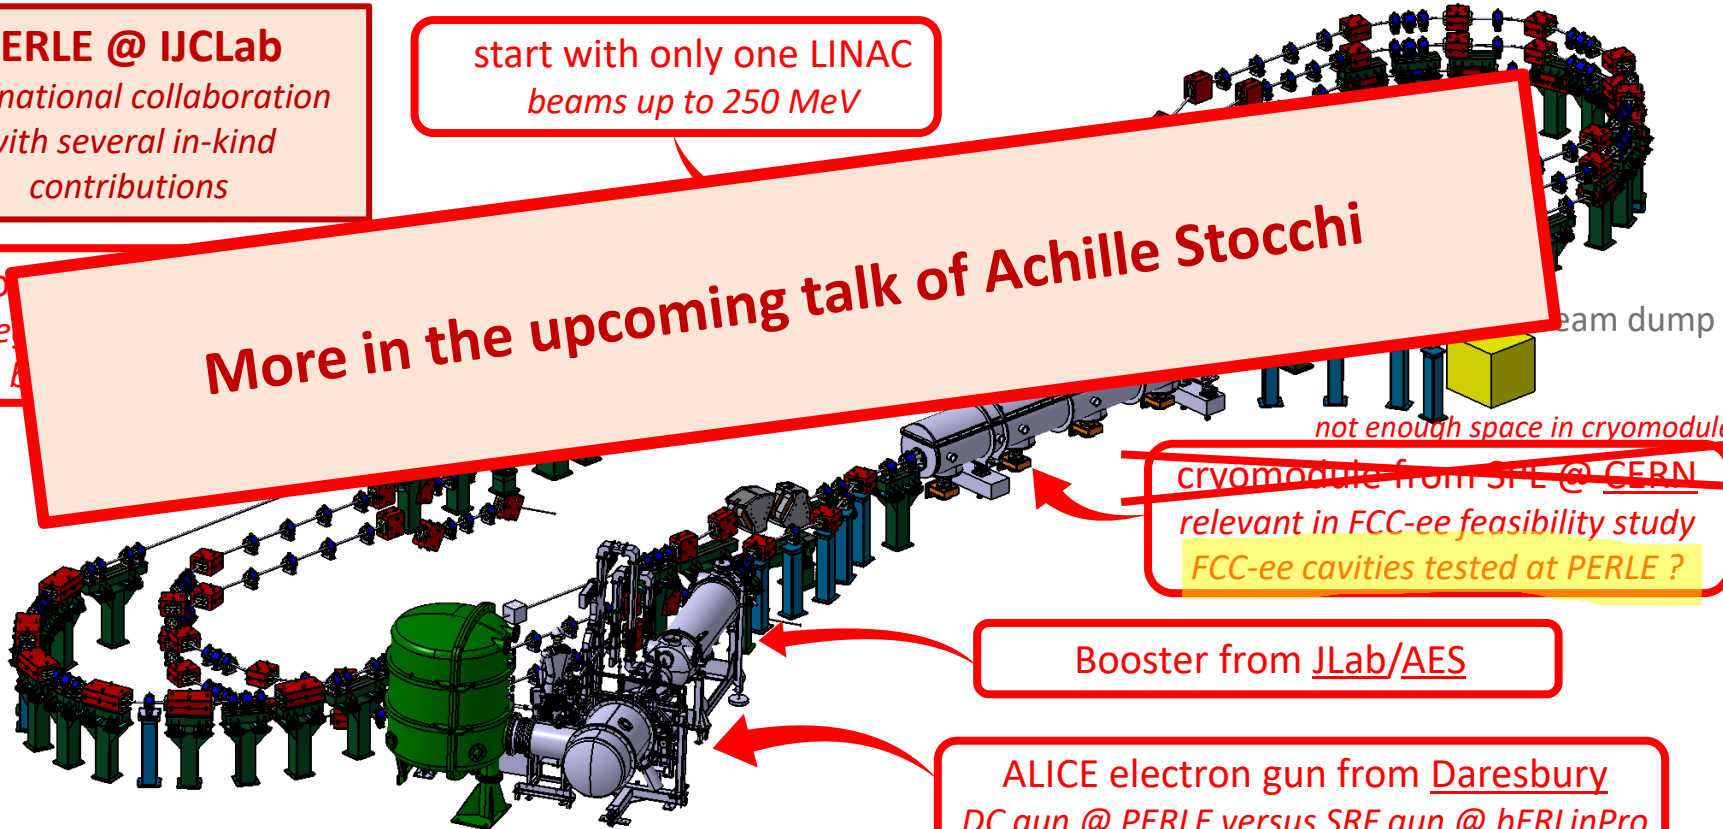 ERLE @ IJCLab
national collaboration
with several in-kind
contributions
start with only one LINAC
beams up to 250 MeV
More in the upcoming talk of Achille Stocchi
eam dump
not enough space in cryomodule
cryomodule from SPL @ CERN
relevant in FCC-ee feasibility study
FCC-ee cavities tested at PERLE ?
Booster from JLab/AES
ALICE electron gun from Daresbury
DC gun @ PERLE versus SRF gun @ bERLinPro